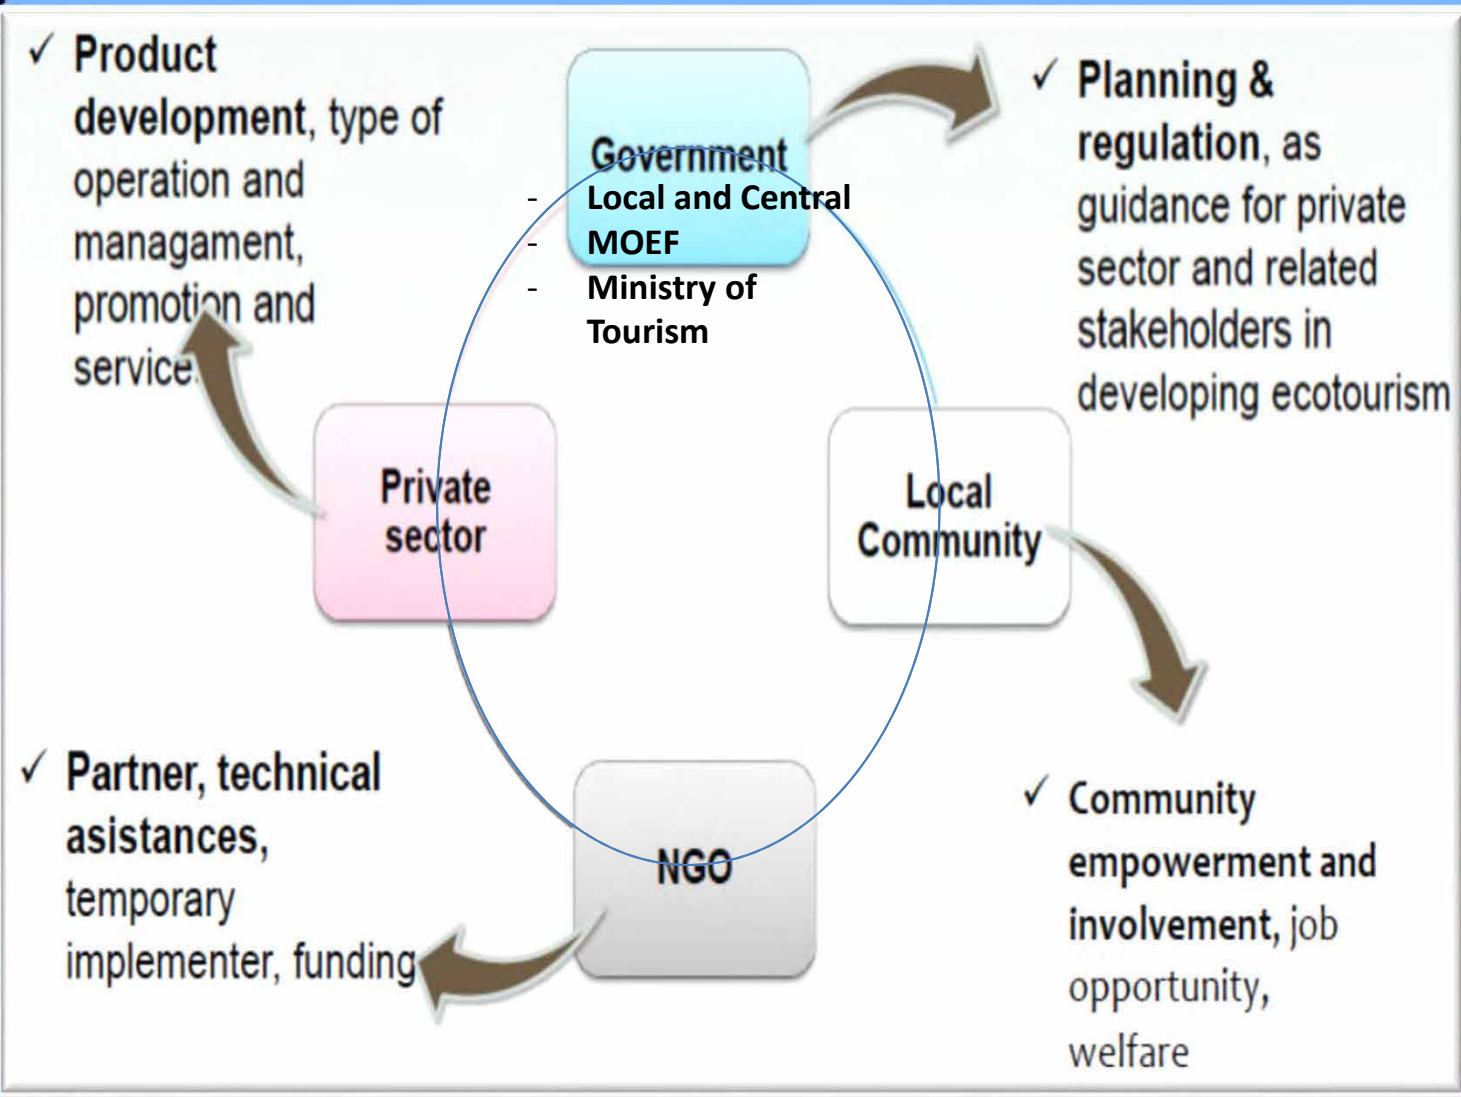 ✓ Product
development, type of
operation and
managament,
promotion and
service.
Government
- Local and Central
- MOEF
- Ministry of
Tourism
✓ Planning &
regulation, as
guidance for private
sector and related
stakeholders in
developing ecotourism
Private
sector
Local
Community
✓ Partner, technical
asistances,
temporary
implementer, funding
NGO
✓ Community
empowerment and
involvement, job
opportunity,
welfare